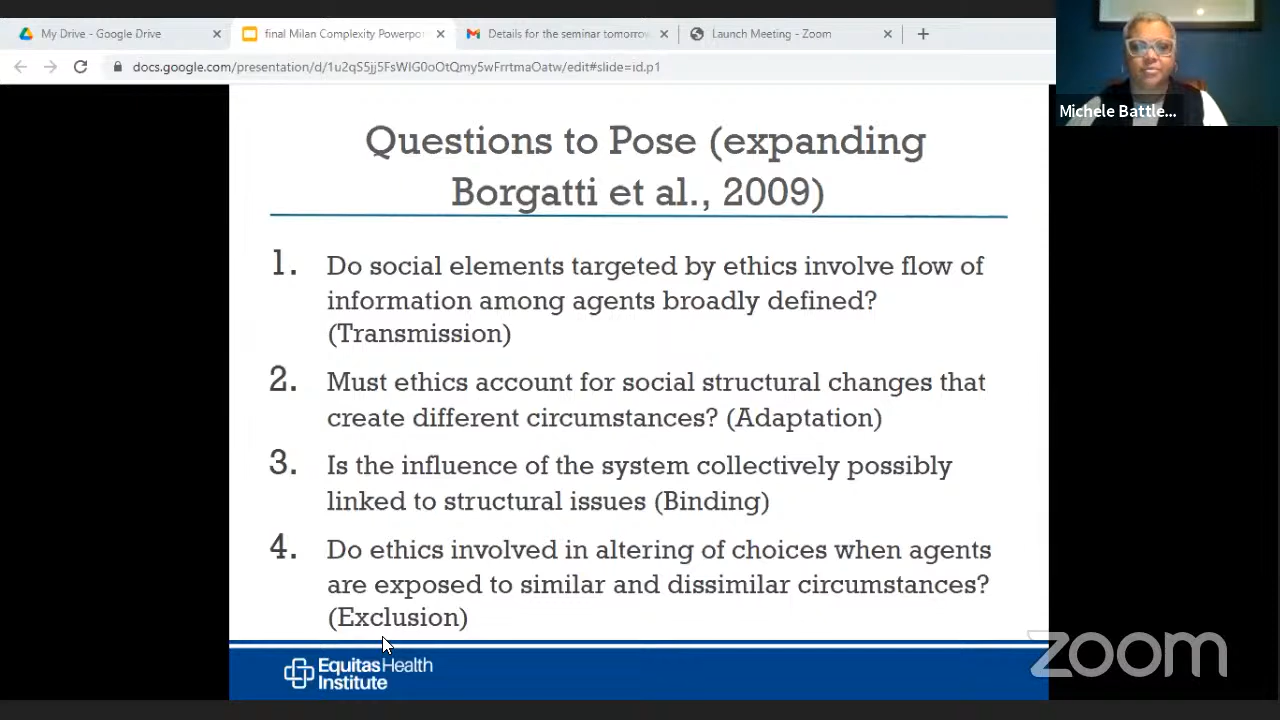 My Drive - Google Drive
final Milan Complexity Powerpoi
Details for the seminar tomorrow
Launch Meeting - Zoom
docs.google.com/presentation/d/1u2qS5jj5FsWIG0oOtQmy5wFrrtmaOatw/edit#slide=id.p1
Michele Battle...
Questions to Pose (expanding
Borgatti et al., 2009)
1. Do social elements targeted by ethics involve flow of
information among agents broadly defined?
(Transmission)
2. Must ethics account for social structural changes that
create different circumstances? (Adaptation)
3. Is the influence of the system collectively possibly
linked to structural issues (Binding)
4. Do ethics involved in altering of choices when agents
are exposed to similar and dissimilar circumstances?
(Exclusion)
Equitas Health
Institute
zoom